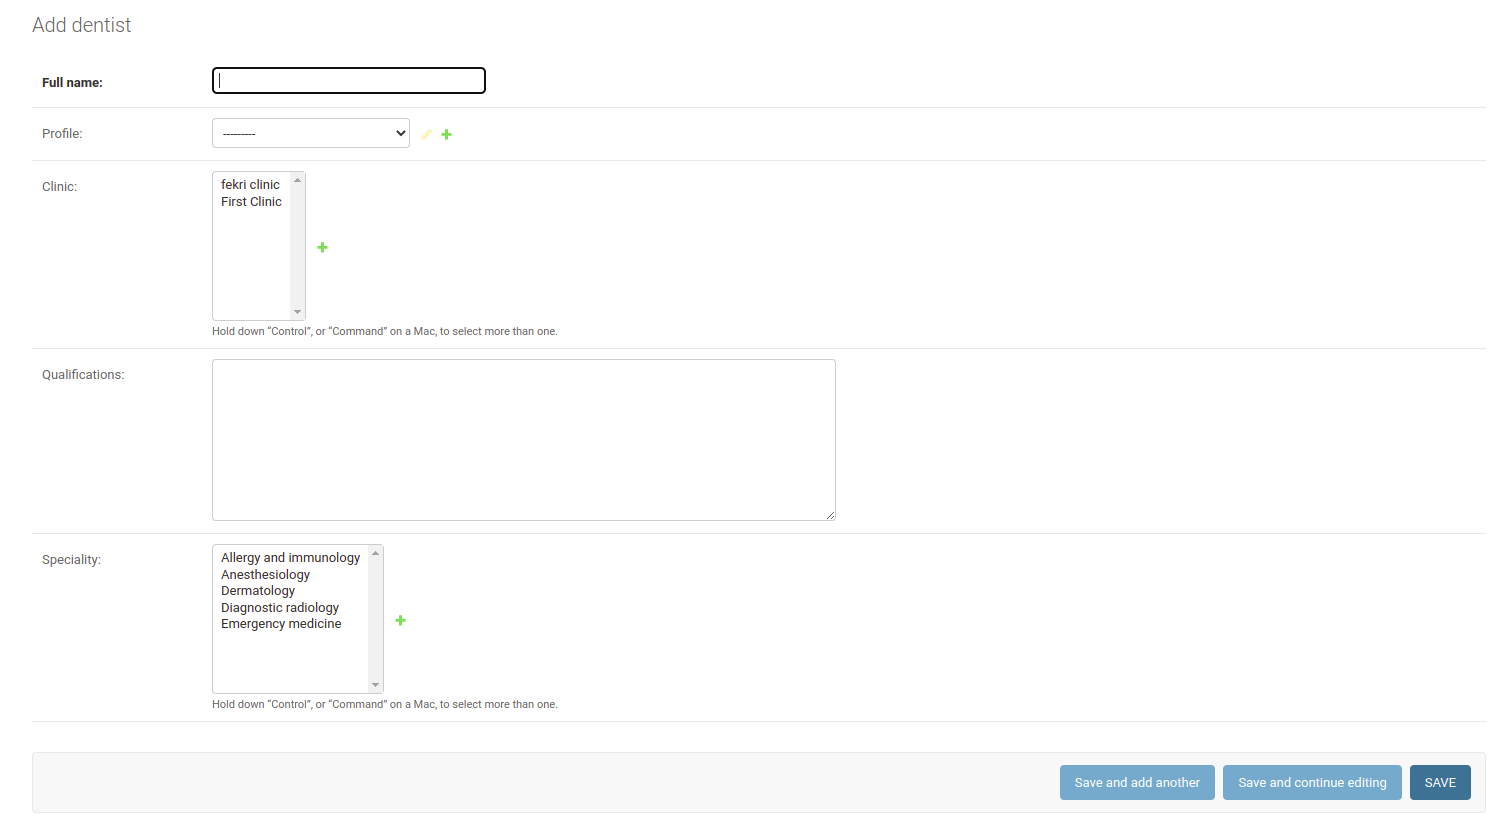 Add dentist
Full name:
Profile:
---------
Clinic:
fekri clinic
First Clinic
Hold down “Control”, or “Command” on a Mac, to select more than one.
Qualifications:
Speciality:
Allergy and immunology
Anesthesiology
Dermatology
Diagnostic radiology
Emergency medicine
Hold down “Control”, or “Command” on a Mac, to select more than one.
Save and add another
Save and continue editing
SAVE